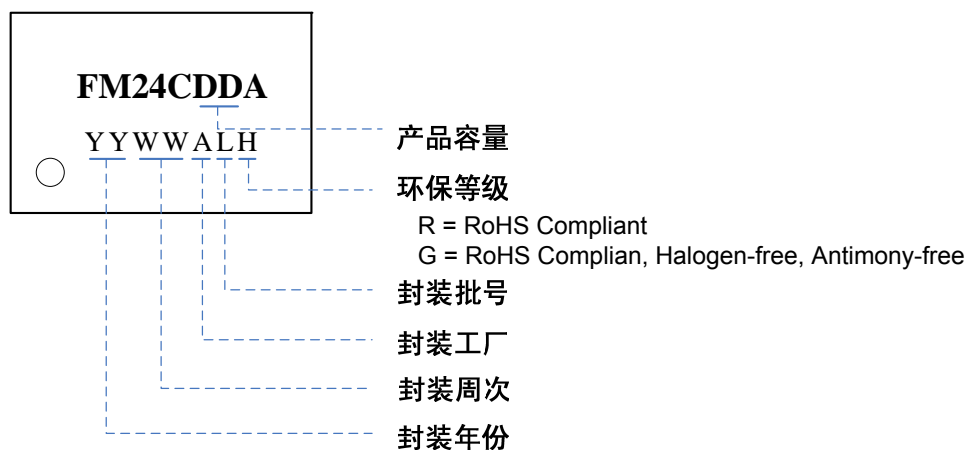 FM24CDDA
YYWWALH
产品容量
环保等级
R = RoHS Compliant
G = RoHS Complian, Halogen-free, Antimony-free
封装批号
封装工厂
封装周次
封装年份